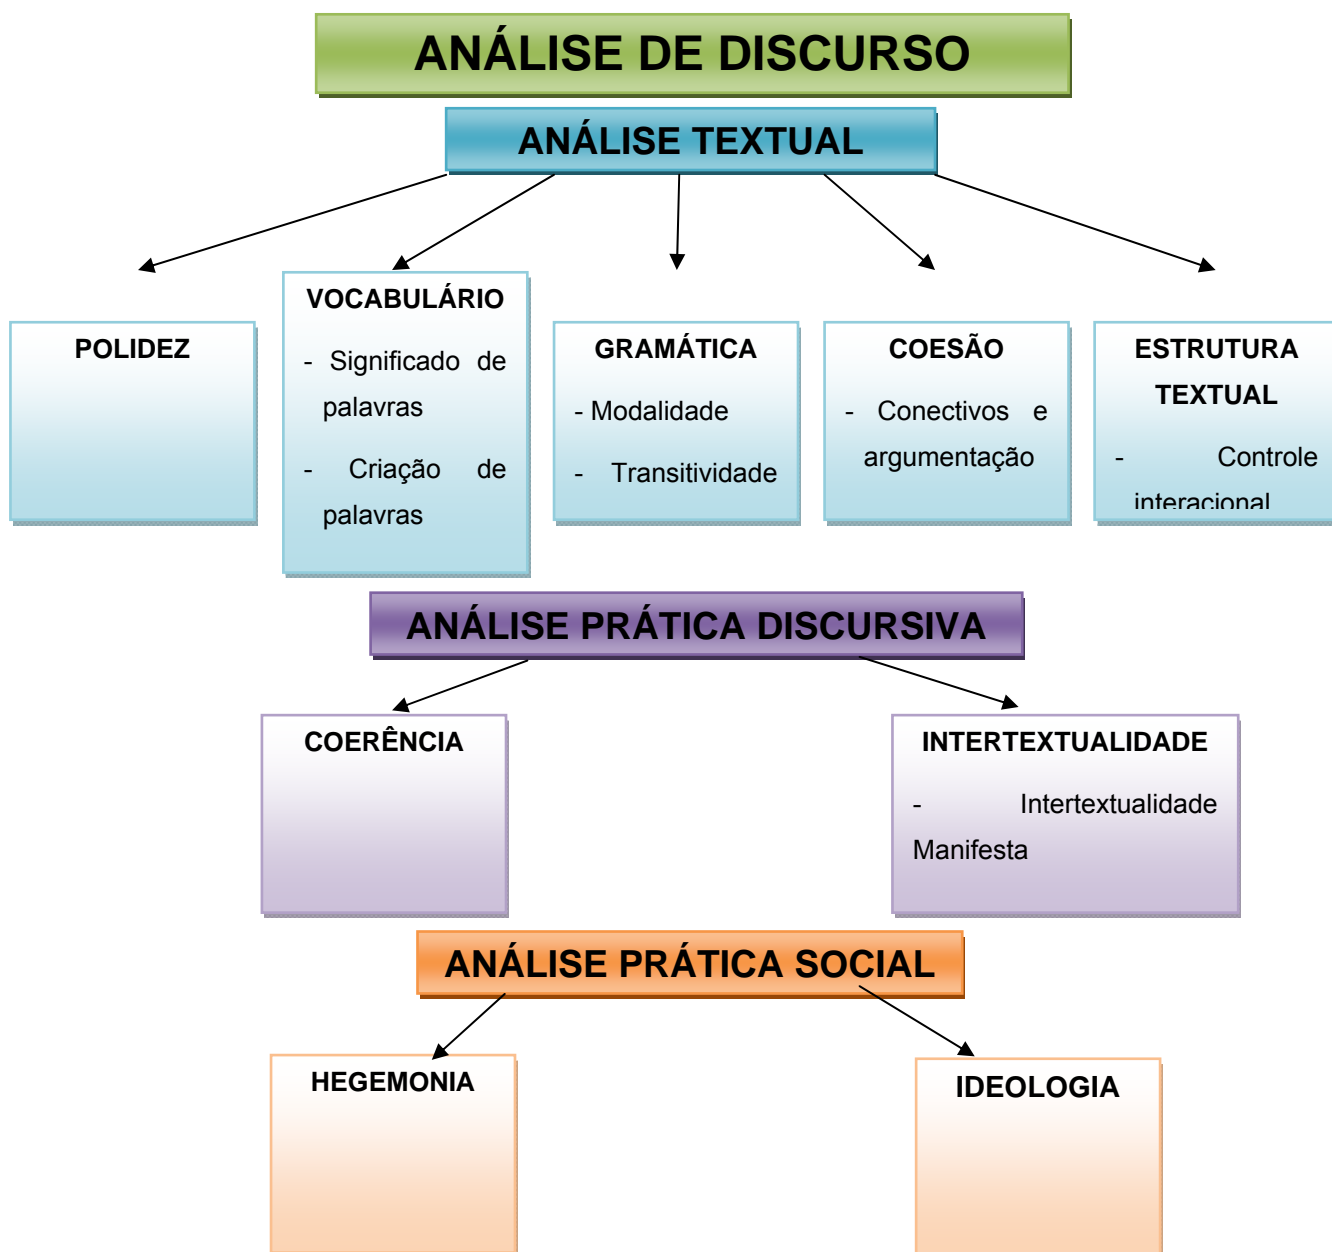 ANÁLISE DE DISCURSO
ANÁLISE TEXTUAL
POLIDEZ
VOCABULÁRIO
- Significado de
palavras
- Criação de
palavras
GRAMÁTICA
- Modalidade
- Transitividade
COESÃO
- Conectivos e
argumentação
ESTRUTURA
TEXTUAL
- Controle
interacional
ANÁLISE PRÁTICA DISCURSIVA
COERÊNCIA
INTERTEXTUALIDADE
- Intertextualidade
Manifesta
ANÁLISE PRÁTICA SOCIAL
HEGEMONIA
IDEOLOGIA